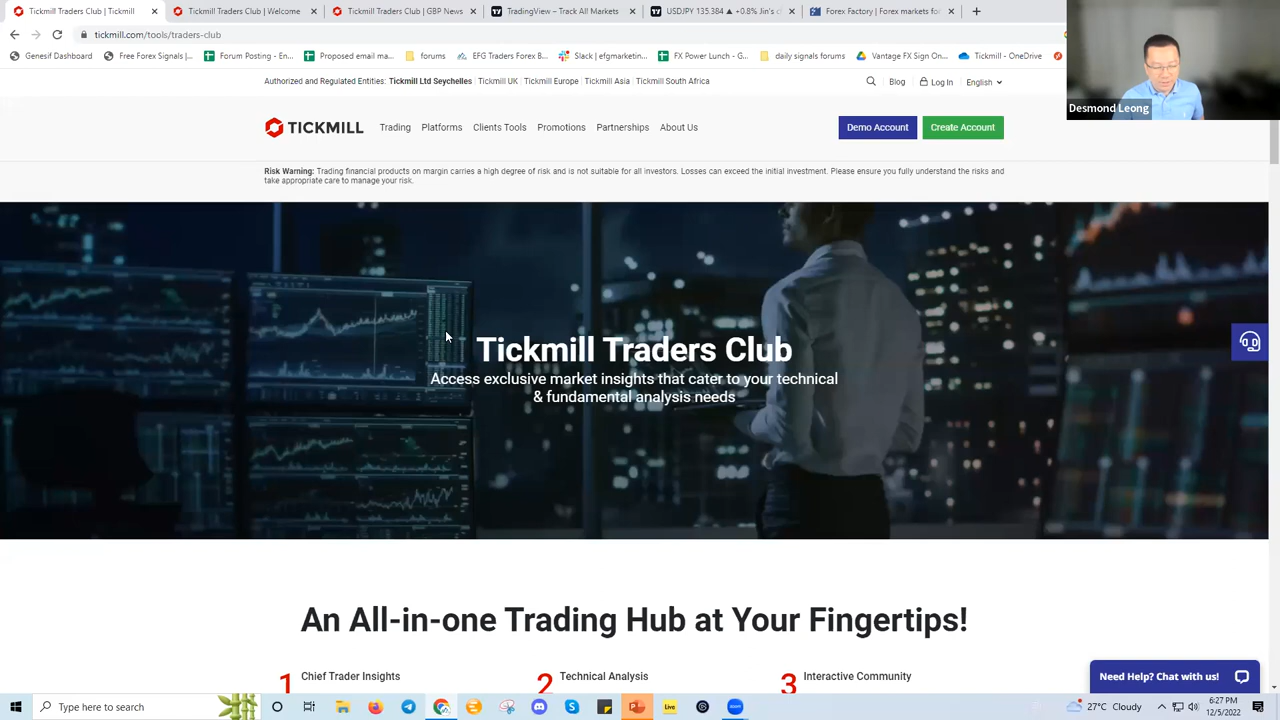 Tickmill Traders Club | Tickmill
Tickmill Traders Club | Welcome
Tickmill Traders Club | GBP News
TradingView – Track All Markets
USDJPY 135.384 ▲ +0.8% Jin's c
Forex Factory | Forex markets fo
tickmill.com/tools/traders-club
Genesif Dashboard
Free Forex Signals |...
Forum Posting - En...
Proposed email ma...
forums
EFG Traders Forex B...
Slack | efgmarketin...
FX Power Lunch - G...
daily signals forums
Vantage FX Sign On...
Tickmill - OneDrive
Desmond Leong
Authorized and Regulated Entities: Tickmill Ltd Seychelles Tickmill UK | Tickmill Europe | Tickmill Asia | Tickmill South Africa
Blog
Log In
English
TICKMILL
Trading
Platforms
Clients Tools
Promotions
Partnerships
About Us
Demo Account
Create Account
Risk Warning: Trading financial products on margin carries a high degree of risk and is not suitable for all investors. Losses can exceed the initial investment. Please ensure you fully understand the risks and
take appropriate care to manage your risk.
Tickmill Traders Club
Access exclusive market insights that cater to your technical
& fundamental analysis needs
An All-in-one Trading Hub at Your Fingertips!
1 Chief Trader Insights
2 Technical Analysis
3 Interactive Community
Need Help? Chat with us!
Type here to search
Live
zoom
27°C Cloudy
6:27 PM
12/5/2022